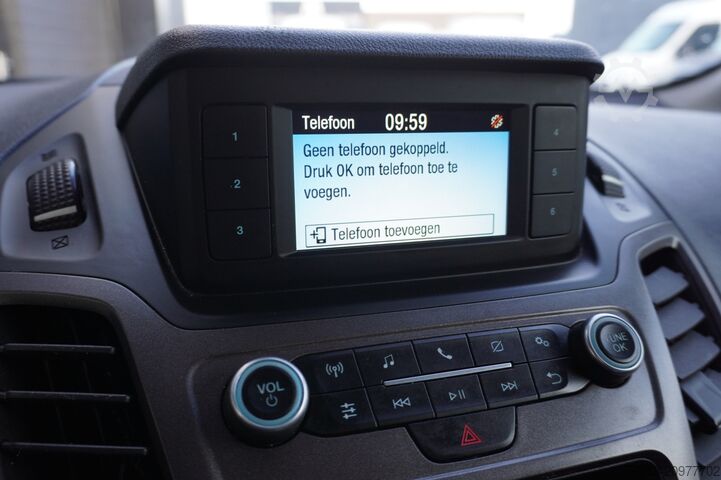 Telefoon 09:59
Geen telefoon gekoppeld.
Druk OK om telefoon toe te
voegen.
Telefoon toevoegen
1
2
3
4
5
6
VOL
TUNE
OK